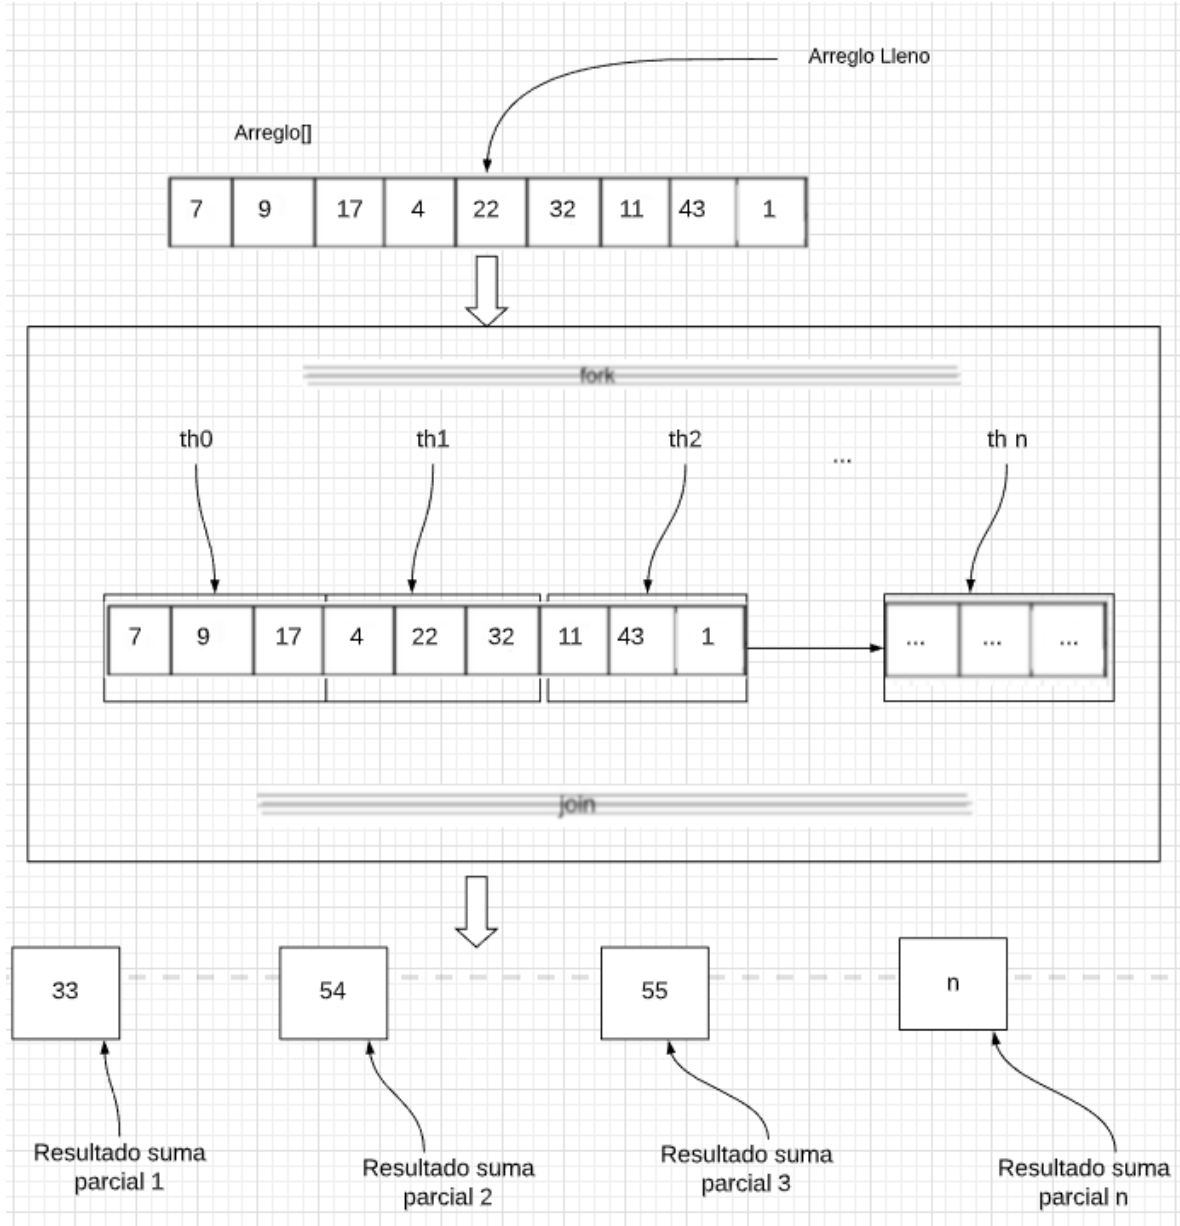 Arreglo Lleno
Arreglo[]
7 9 17 4 22 32 11 43 1
fork
th0 th1 th2 ... th n
7 9 17 4 22 32 11 43 1 ... ... ...
join
33 54 55 n
Resultado suma
parcial 1
Resultado suma
parcial 2
Resultado suma
parcial 3
Resultado suma
parcial n